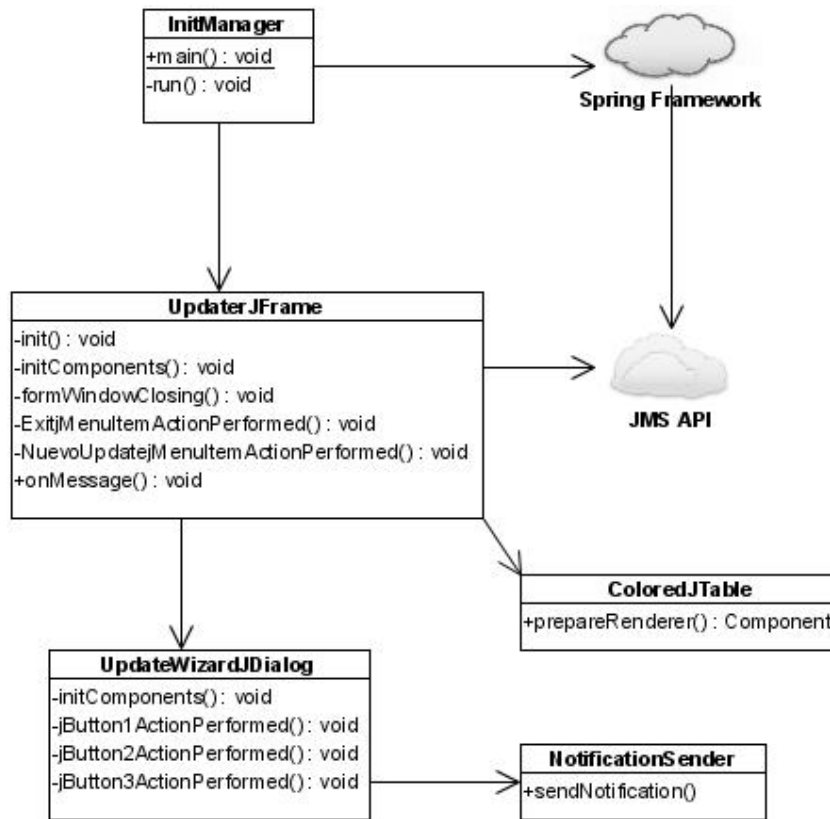 InitManager
+main() : void
-run() : void
Spring Framework
UpdaterJFrame
-init() : void
-initComponents() : void
-formWindowClosing() : void
-ExitjMenuItemActionPerformed() : void
-NuevoUpdatejMenuItemActionPerformed() : void
+onMessage() : void
JMS API
ColoredJTable
+prepareRenderer() : Component
UpdateWizardJDialog
-initComponents() : void
-jButton1ActionPerformed() : void
-jButton2ActionPerformed() : void
-jButton3ActionPerformed() : void
NotificationSender
+sendNotification()